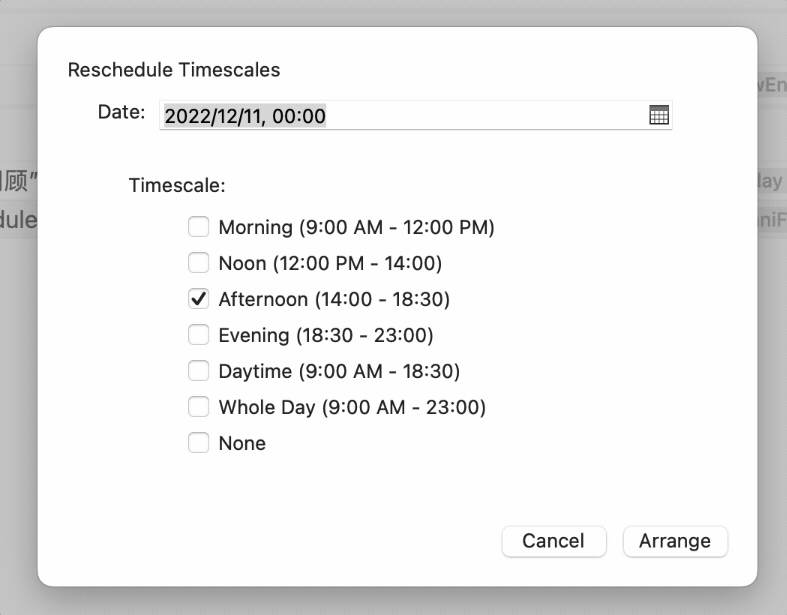 Reschedule Timescales
Date: 2022/12/11, 00:00
Timescale:
Morning (9:00 AM - 12:00 PM)
Noon (12:00 PM - 14:00)
Afternoon (14:00 - 18:30)
Evening (18:30 - 23:00)
Daytime (9:00 AM - 18:30)
Whole Day (9:00 AM - 23:00)
None
Cancel Arrange
顾”
dule